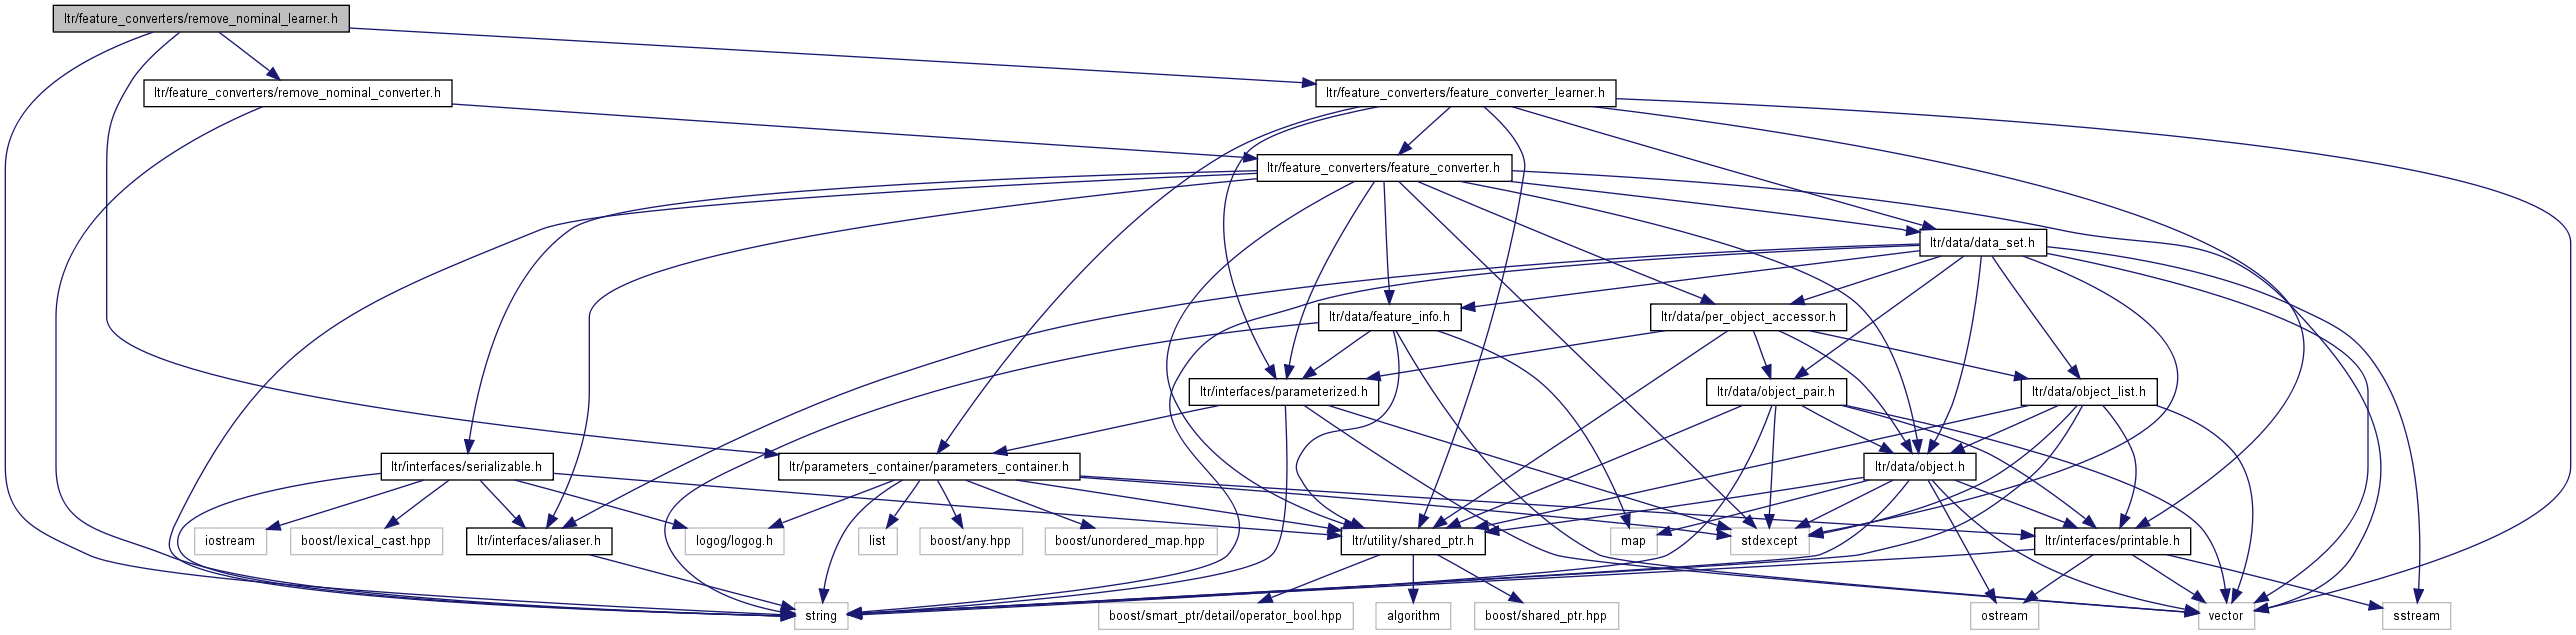 ltr/feature_converters/remove_nominal_learner.h
ltr/feature_converters/remove_nominal_converter.h
ltr/feature_converters/feature_converter_learner.h
ltr/feature_converters/feature_converter.h
ltr/data/data_set.h
ltr/data/feature_info.h
ltr/data/per_object_accessor.h
ltr/interfaces/parameterized.h
ltr/data/object_pair.h
ltr/data/object_list.h
ltr/interfaces/serializable.h
ltr/parameters_container/parameters_container.h
ltr/data/object.h
iostream
boost/lexical_cast.hpp
ltr/interfaces/aliaser.h
logog/logog.h
list
boost/any.hpp
boost/unordered_map.hpp
ltr/utility/shared_ptr.h
map
stdexcept
ltr/interfaces/printable.h
string
boost/smart_ptr/detail/operator_bool.hpp
algorithm
boost/shared_ptr.hpp
ostream
vector
sstream